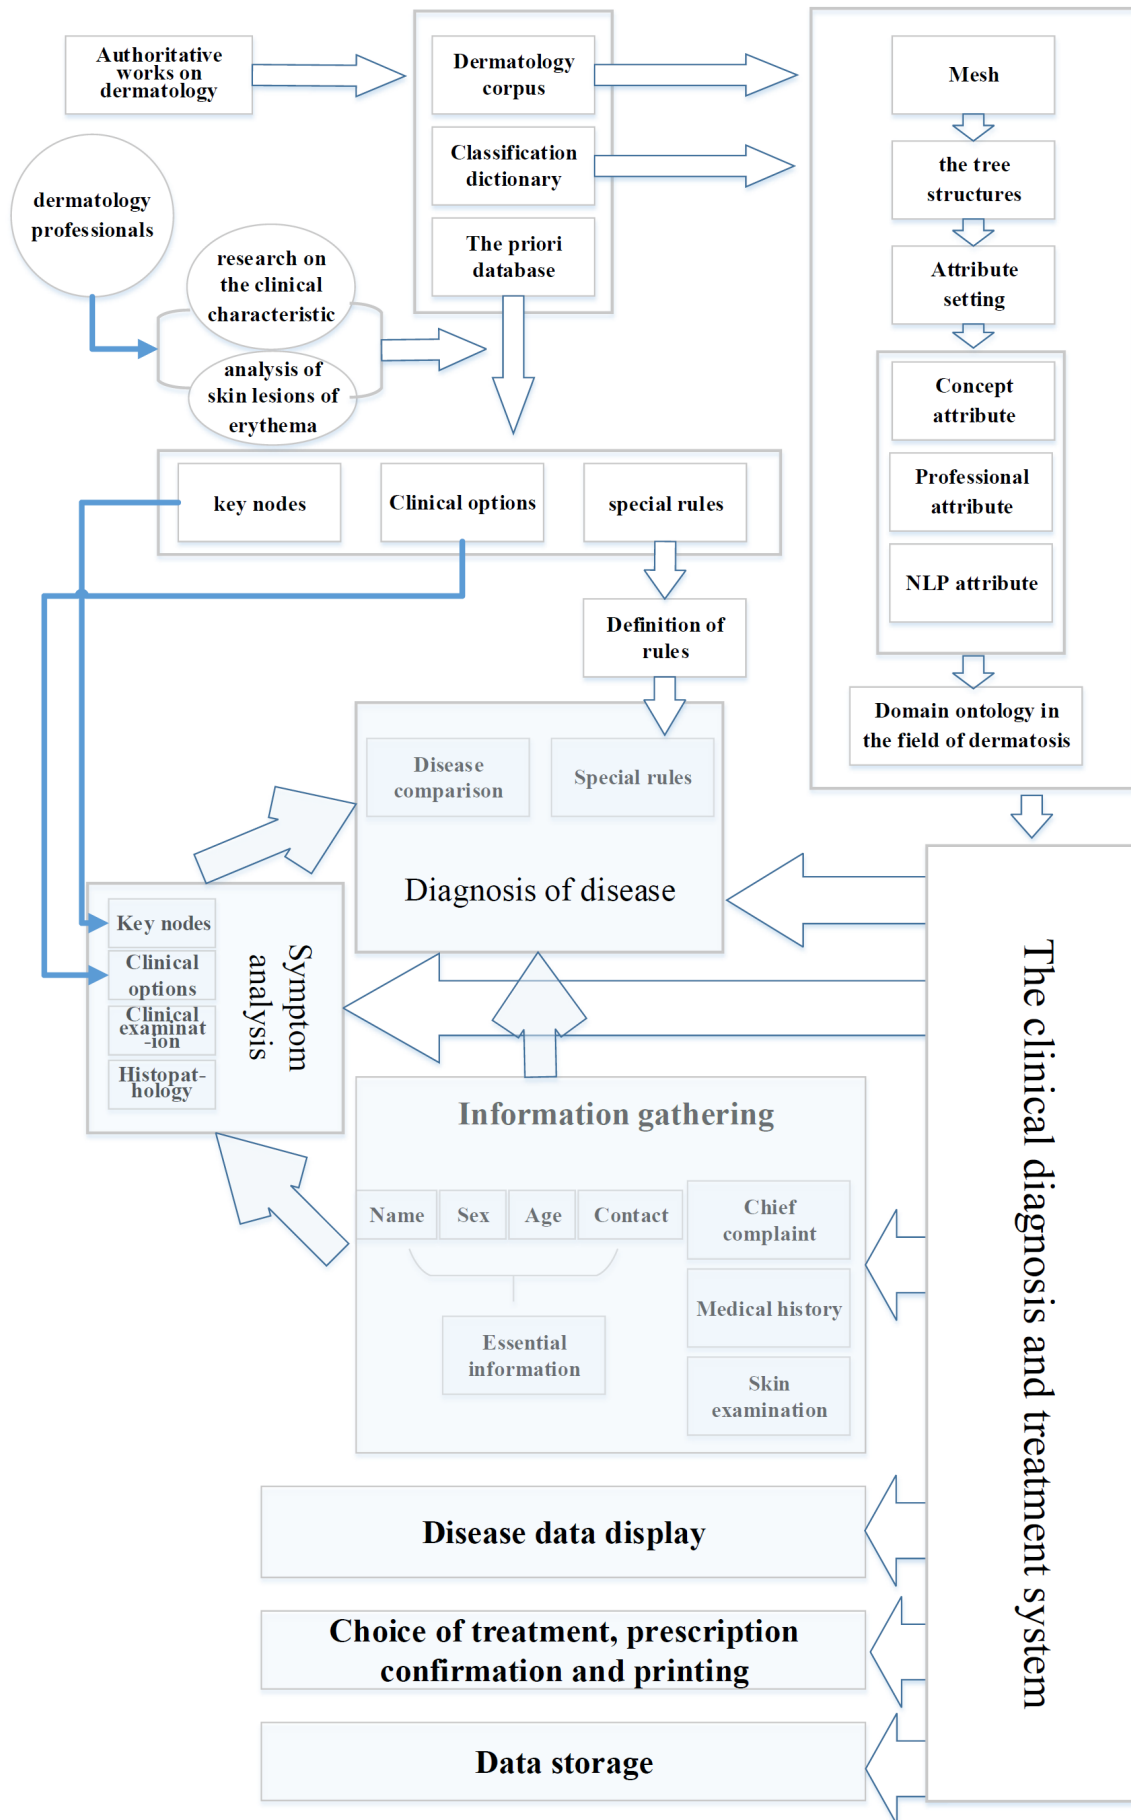 Authoritative
works on
dermatology
Dermatology
corpus
Mesh
Classification
dictionary
the tree
structures
dermatology
professionals
The priori
database
research on
the clinical
characteristic
Attribute
setting
analysis of
skin lesions of
erythema
Concept
attribute
Professional
attribute
NLP attribute
key nodes
Clinical options
special rules
Definition of
rules
Domain ontology in
the field of dermatosis
Disease
comparison
Special rules
Diagnosis of disease
Key nodes
Clinical
options
Clinical
examinat
-ion
Histopat-
hology
Symptom
analysis
The clinical diagnosis and treatment system
Information gathering
Name
Sex
Age
Contact
Chief
complaint
Medical history
Essential
information
Skin
examination
Disease data display
Choice of treatment, prescription
confirmation and printing
Data storage